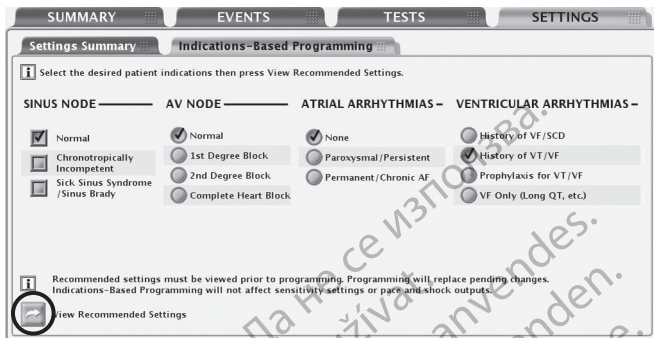 SUMMARY EVENTS TESTS SETTINGS
Settings Summary Indications-Based Programming
i Select the desired patient indications then press View Recommended Settings.
SINUS NODE AV NODE ATRIAL ARRHYTHMIAS VENTRICULAR ARRHYTHMIAS
Normal
Chronotropically
Incompetent
Sick Sinus Syndrome
/Sinus Brady
Normal
1st Degree Block
2nd Degree Block
Complete Heart Block
None
Paroxysmal/Persistent
Permanent/Chronic AF
History of VF/SCD
History of VT/VF
Prophylaxis for VT/VF
VF Only (Long QT, etc.)
i Recommended settings must be viewed prior to programming. Programming will replace pending changes.
Indications-Based Programming will not affect sensitivity settings or pace and shock outputs.
View Recommended Settings
Да не се използва.